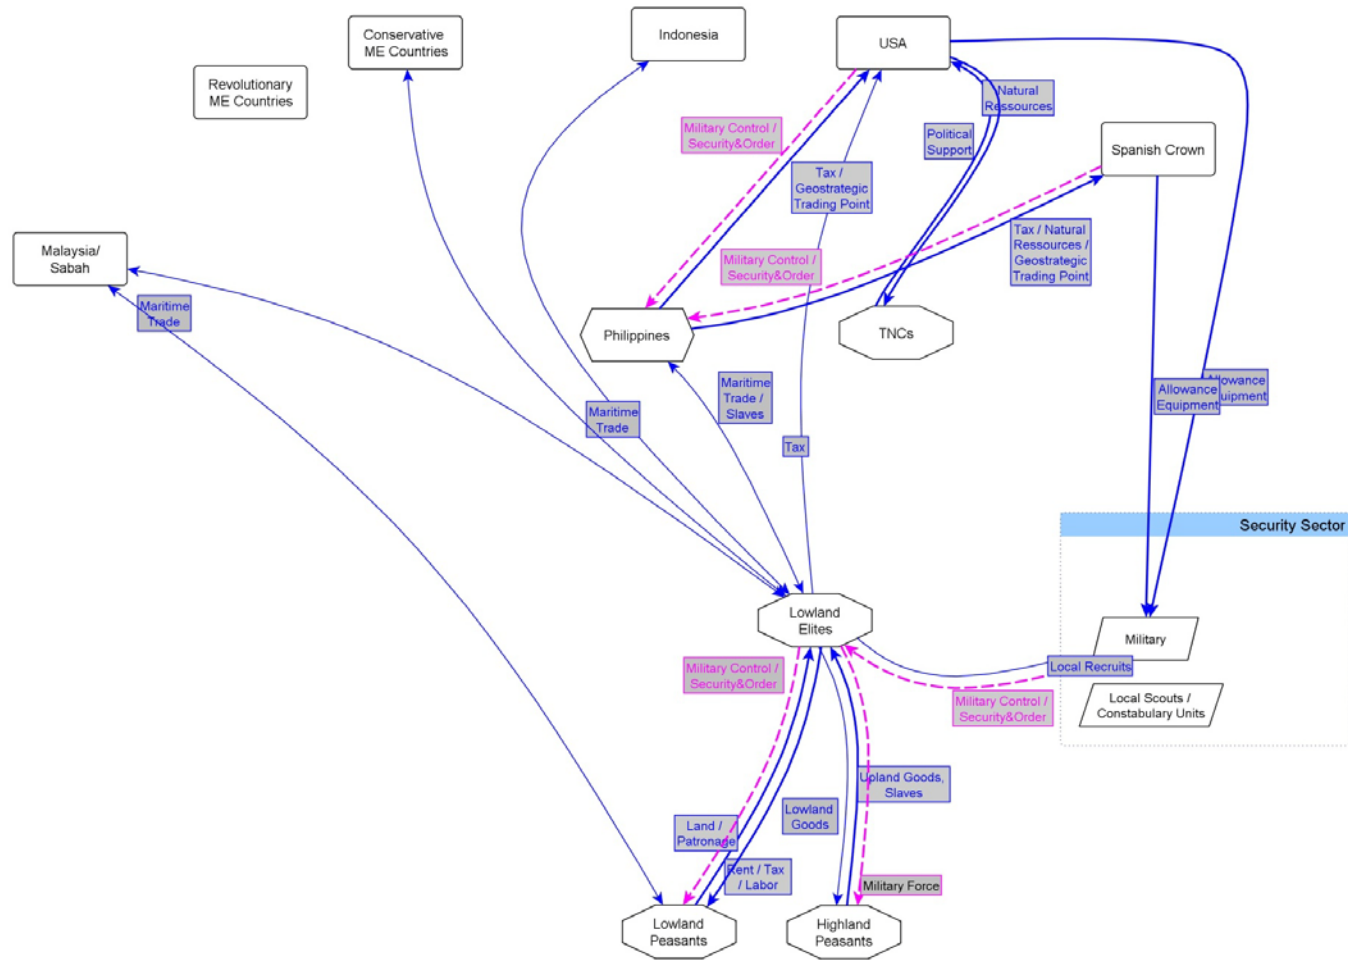 Conservative
ME Countries
Indonesia
USA
Revolutionary
ME Countries
Natural
Ressources
Military Control /
Security&Order
Political
Support
Spanish Crown
Tax /
Geostrategic
Trading Point
Malaysia/
Sabah
Military Control /
Security&Order
Tax / Natural
Ressources /
Geostrategic
Trading Point
Maritime
Trade
Philippines
TNCs
Maritime
Trade /
Slaves
Maritime
Trade
Tax
Allowance
Equipment
Allowance
Equipment
Security Sector
Lowland
Elites
Military
Local Recruits
Military Control /
Security&Order
Military Control /
Security&Order
Local Scouts /
Constabulary Units
Upland Goods,
Slaves
Lowland
Goods
Land /
Patronage
Rent / Tax
/ Labor
Military Force
Lowland
Peasants
Highland
Peasants